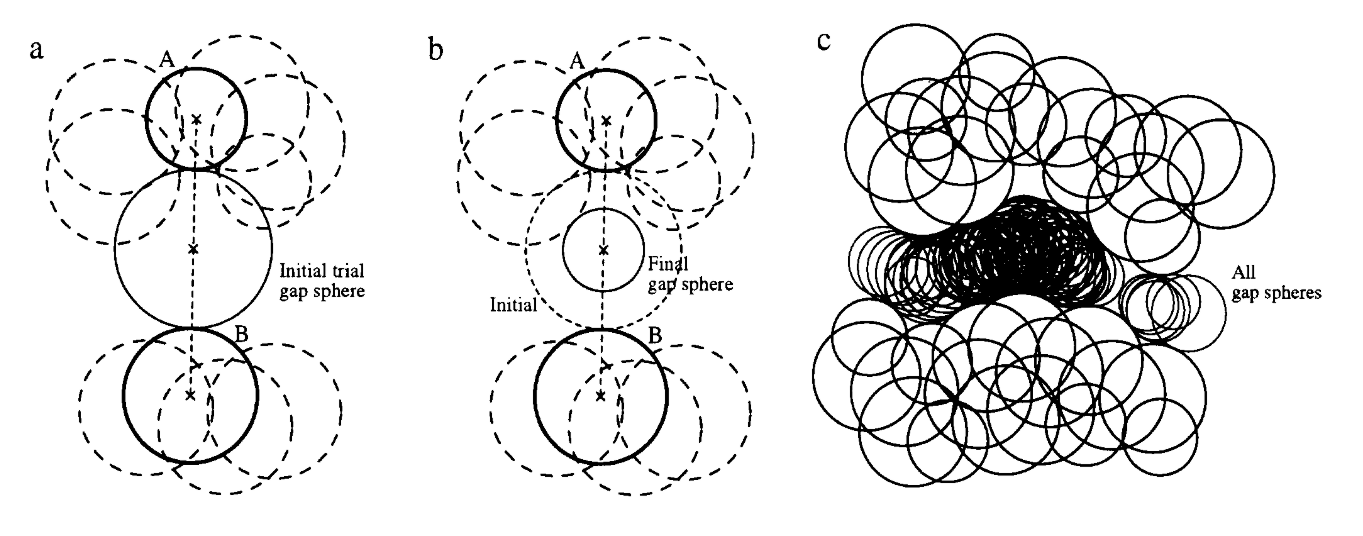 a
A
Initial trial
gap sphere
B
b
A
Final
gap sphere
Initial
B
c
All
gap spheres